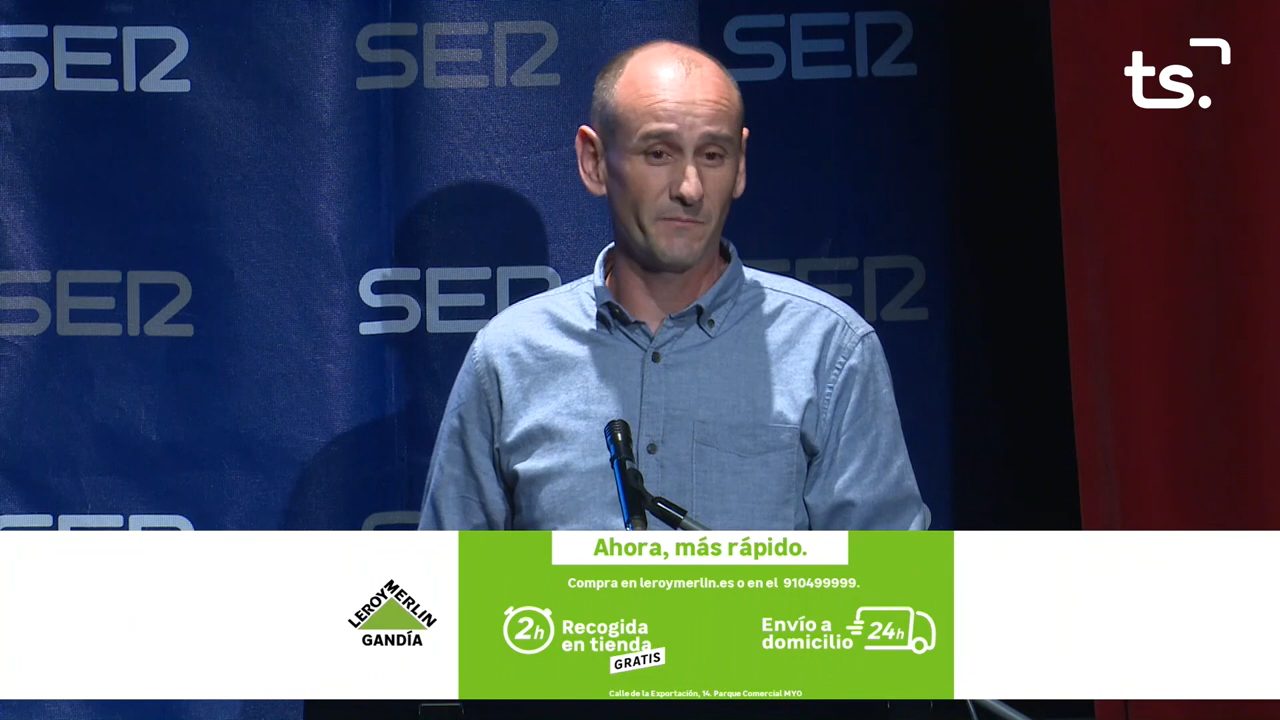 SER
SER
SER
ts.
SER
SER
SER
SER
Ahora, más rápido.
Compra en leroymerlin.es o en el 910499999.
LEROY MERLIN
GANDÍA
2h
Recogida
en tienda
GRATIS
Envío a
domicilio
24h
Calle de la Exportación, 14. Parque Comercial MYO